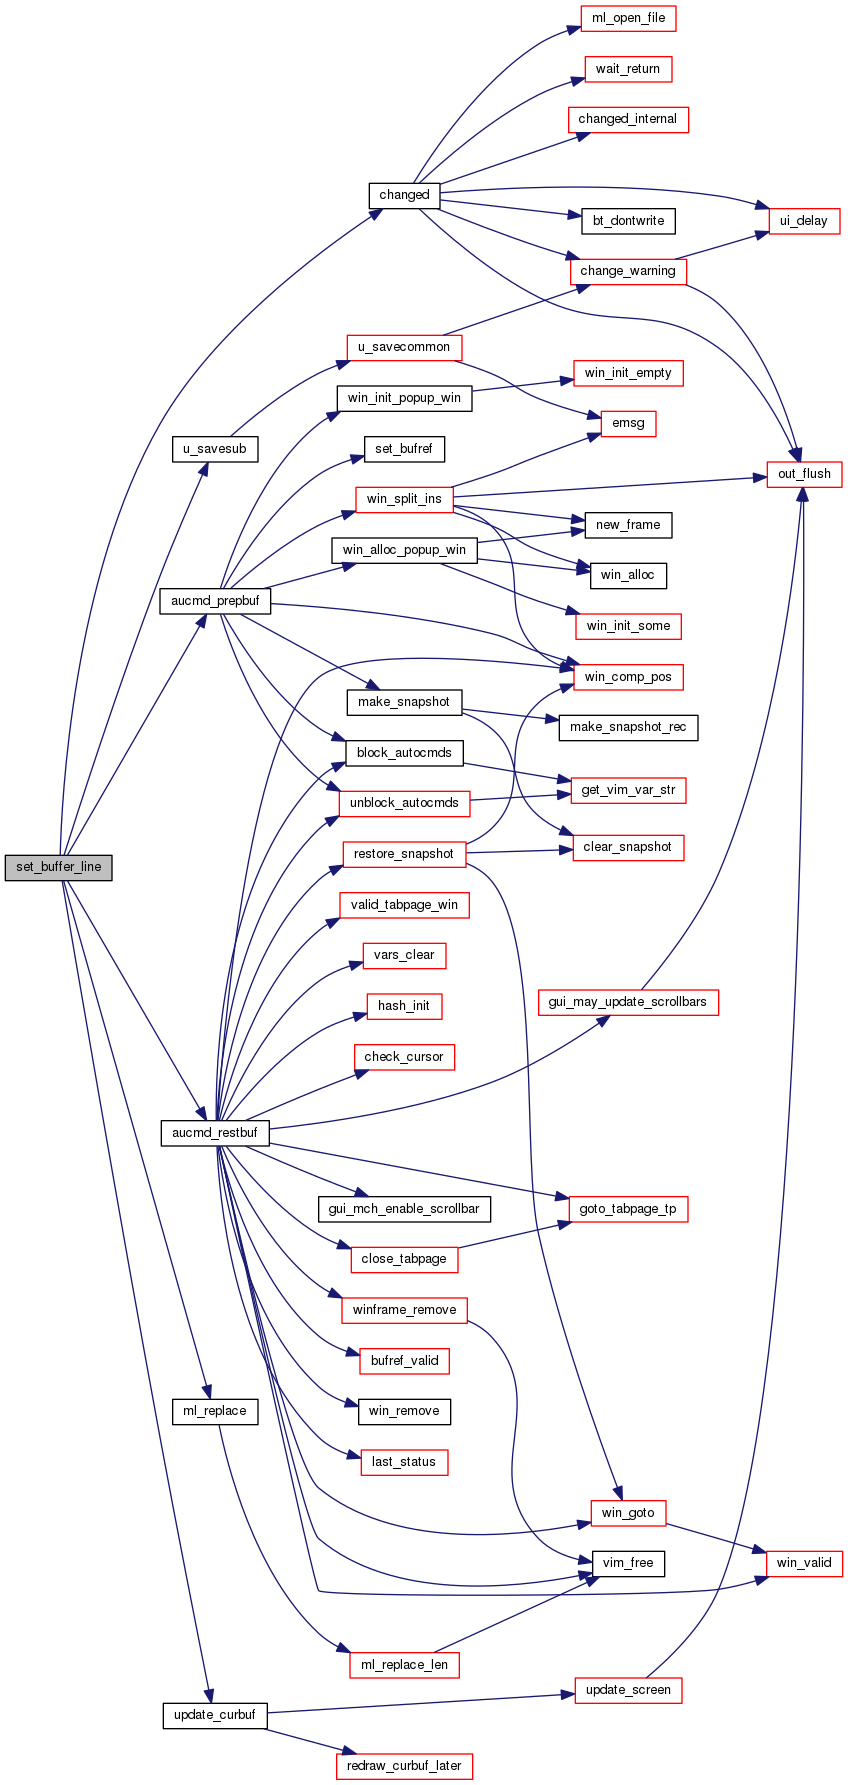 ml_open_file
wait_return
changed_internal
changed
bt_dontwrite
ui_delay
change_warning
u_savecommon
win_init_empty
win_init_popup_win
emsg
u_savesub
set_bufref
out_flush
win_split_ins
new_frame
win_alloc_popup_win
win_alloc
aucmd_prepbuf
win_init_some
win_comp_pos
make_snapshot
make_snapshot_rec
block_autocmds
get_vim_var_str
unblock_autocmds
clear_snapshot
restore_snapshot
set_buffer_line
valid_tabpage_win
vars_clear
gui_may_update_scrollbars
hash_init
check_cursor
aucmd_restbuf
gui_mch_enable_scrollbar
goto_tabpage_tp
close_tabpage
winframe_remove
bufref_valid
ml_replace
win_remove
last_status
win_goto
vim_free
win_valid
ml_replace_len
update_screen
update_curbuf
redraw_curbuf_later